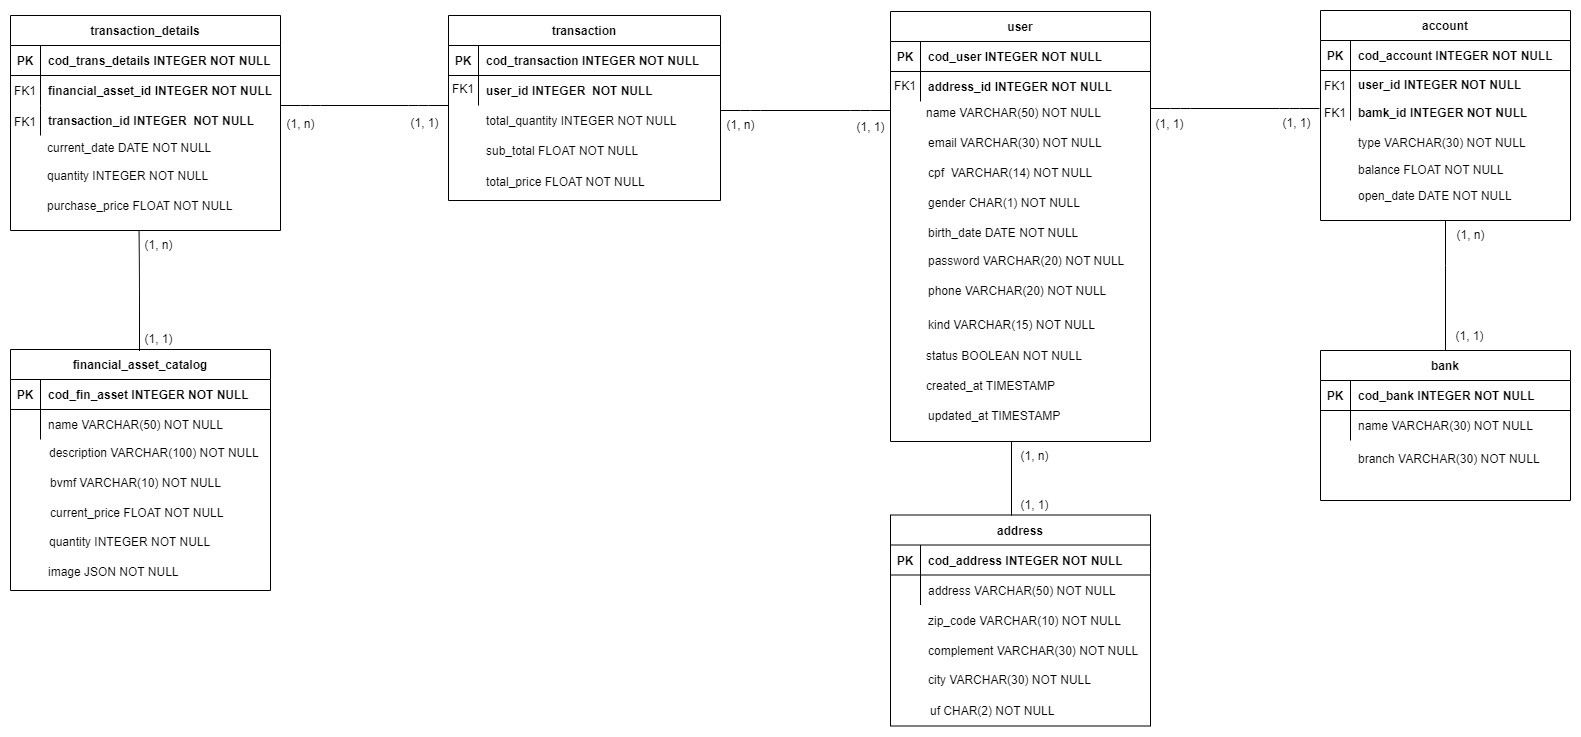 transaction_details
PK cod_trans_details INTEGER NOT NULL
FK1 financial_asset_id INTEGER NOT NULL
FK1 transaction_id INTEGER  NOT NULL
current_date DATE NOT NULL
quantity INTEGER NOT NULL
purchase_price FLOAT NOT NULL
(1, n)
(1, 1)
(1, n)
(1, 1)
financial_asset_catalog
PK cod_fin_asset INTEGER NOT NULL
name VARCHAR(50) NOT NULL
description VARCHAR(100) NOT NULL
bvmf VARCHAR(10) NOT NULL
current_price FLOAT NOT NULL
quantity INTEGER NOT NULL
image JSON NOT NULL
transaction
PK cod_transaction INTEGER NOT NULL
FK1 user_id INTEGER  NOT NULL
total_quantity INTEGER NOT NULL
sub_total FLOAT NOT NULL
total_price FLOAT NOT NULL
(1, n)
(1, 1)
user
PK cod_user INTEGER NOT NULL
FK1 address_id INTEGER NOT NULL
name VARCHAR(50) NOT NULL
email VARCHAR(30) NOT NULL
cpf  VARCHAR(14) NOT NULL
gender CHAR(1) NOT NULL
birth_date DATE NOT NULL
password VARCHAR(20) NOT NULL
phone VARCHAR(20) NOT NULL
kind VARCHAR(15) NOT NULL
status BOOLEAN NOT NULL
created_at TIMESTAMP
updated_at TIMESTAMP
(1, n)
(1, 1)
address
PK cod_address INTEGER NOT NULL
address VARCHAR(50) NOT NULL
zip_code VARCHAR(10) NOT NULL
complement VARCHAR(30) NOT NULL
city VARCHAR(30) NOT NULL
uf CHAR(2) NOT NULL
(1, 1)
(1, 1)
account
PK cod_account INTEGER NOT NULL
FK1 user_id INTEGER NOT NULL
FK1 bamk_id INTEGER NOT NULL
type VARCHAR(30) NOT NULL
balance FLOAT NOT NULL
open_date DATE NOT NULL
(1, n)
(1, 1)
bank
PK cod_bank INTEGER NOT NULL
name VARCHAR(30) NOT NULL
branch VARCHAR(30) NOT NULL